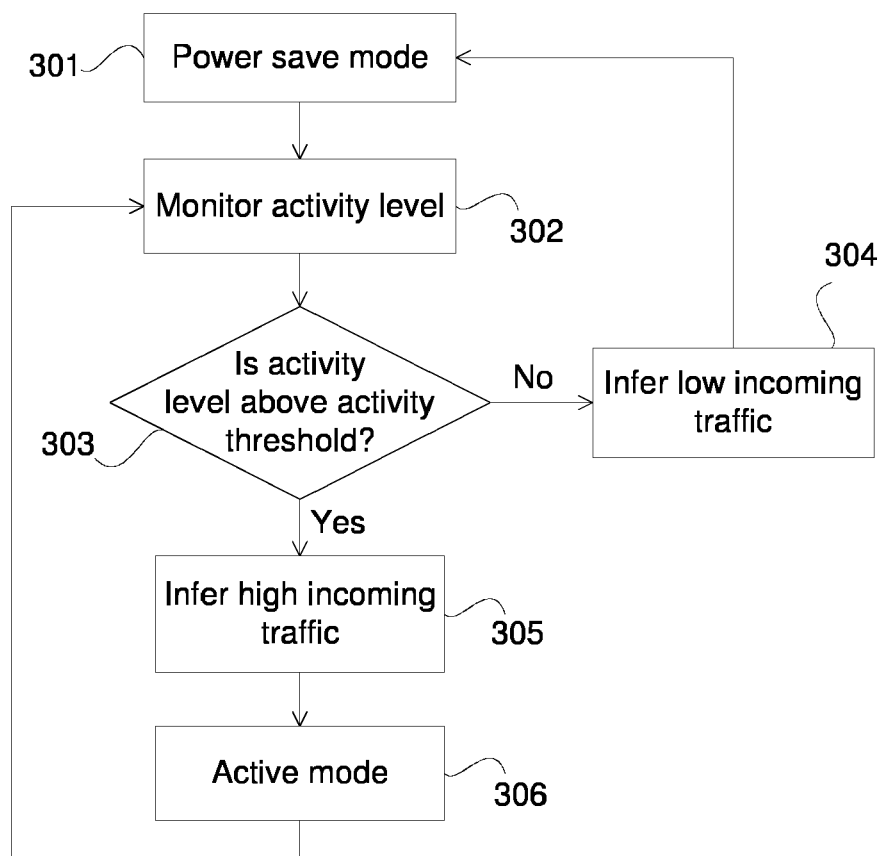 301
Power save mode
Monitor activity level
302
304
Is activity
level above activity
threshold?
303
No
Infer low incoming
traffic
Yes
Infer high incoming
traffic
305
Active mode
306